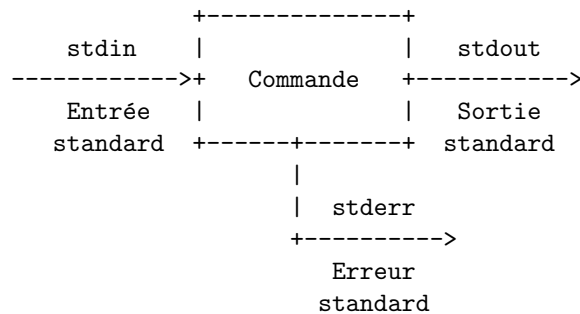 stdin
Commande
stdout
Entrée
standard
Sortie
standard
stderr
Erreur
standard